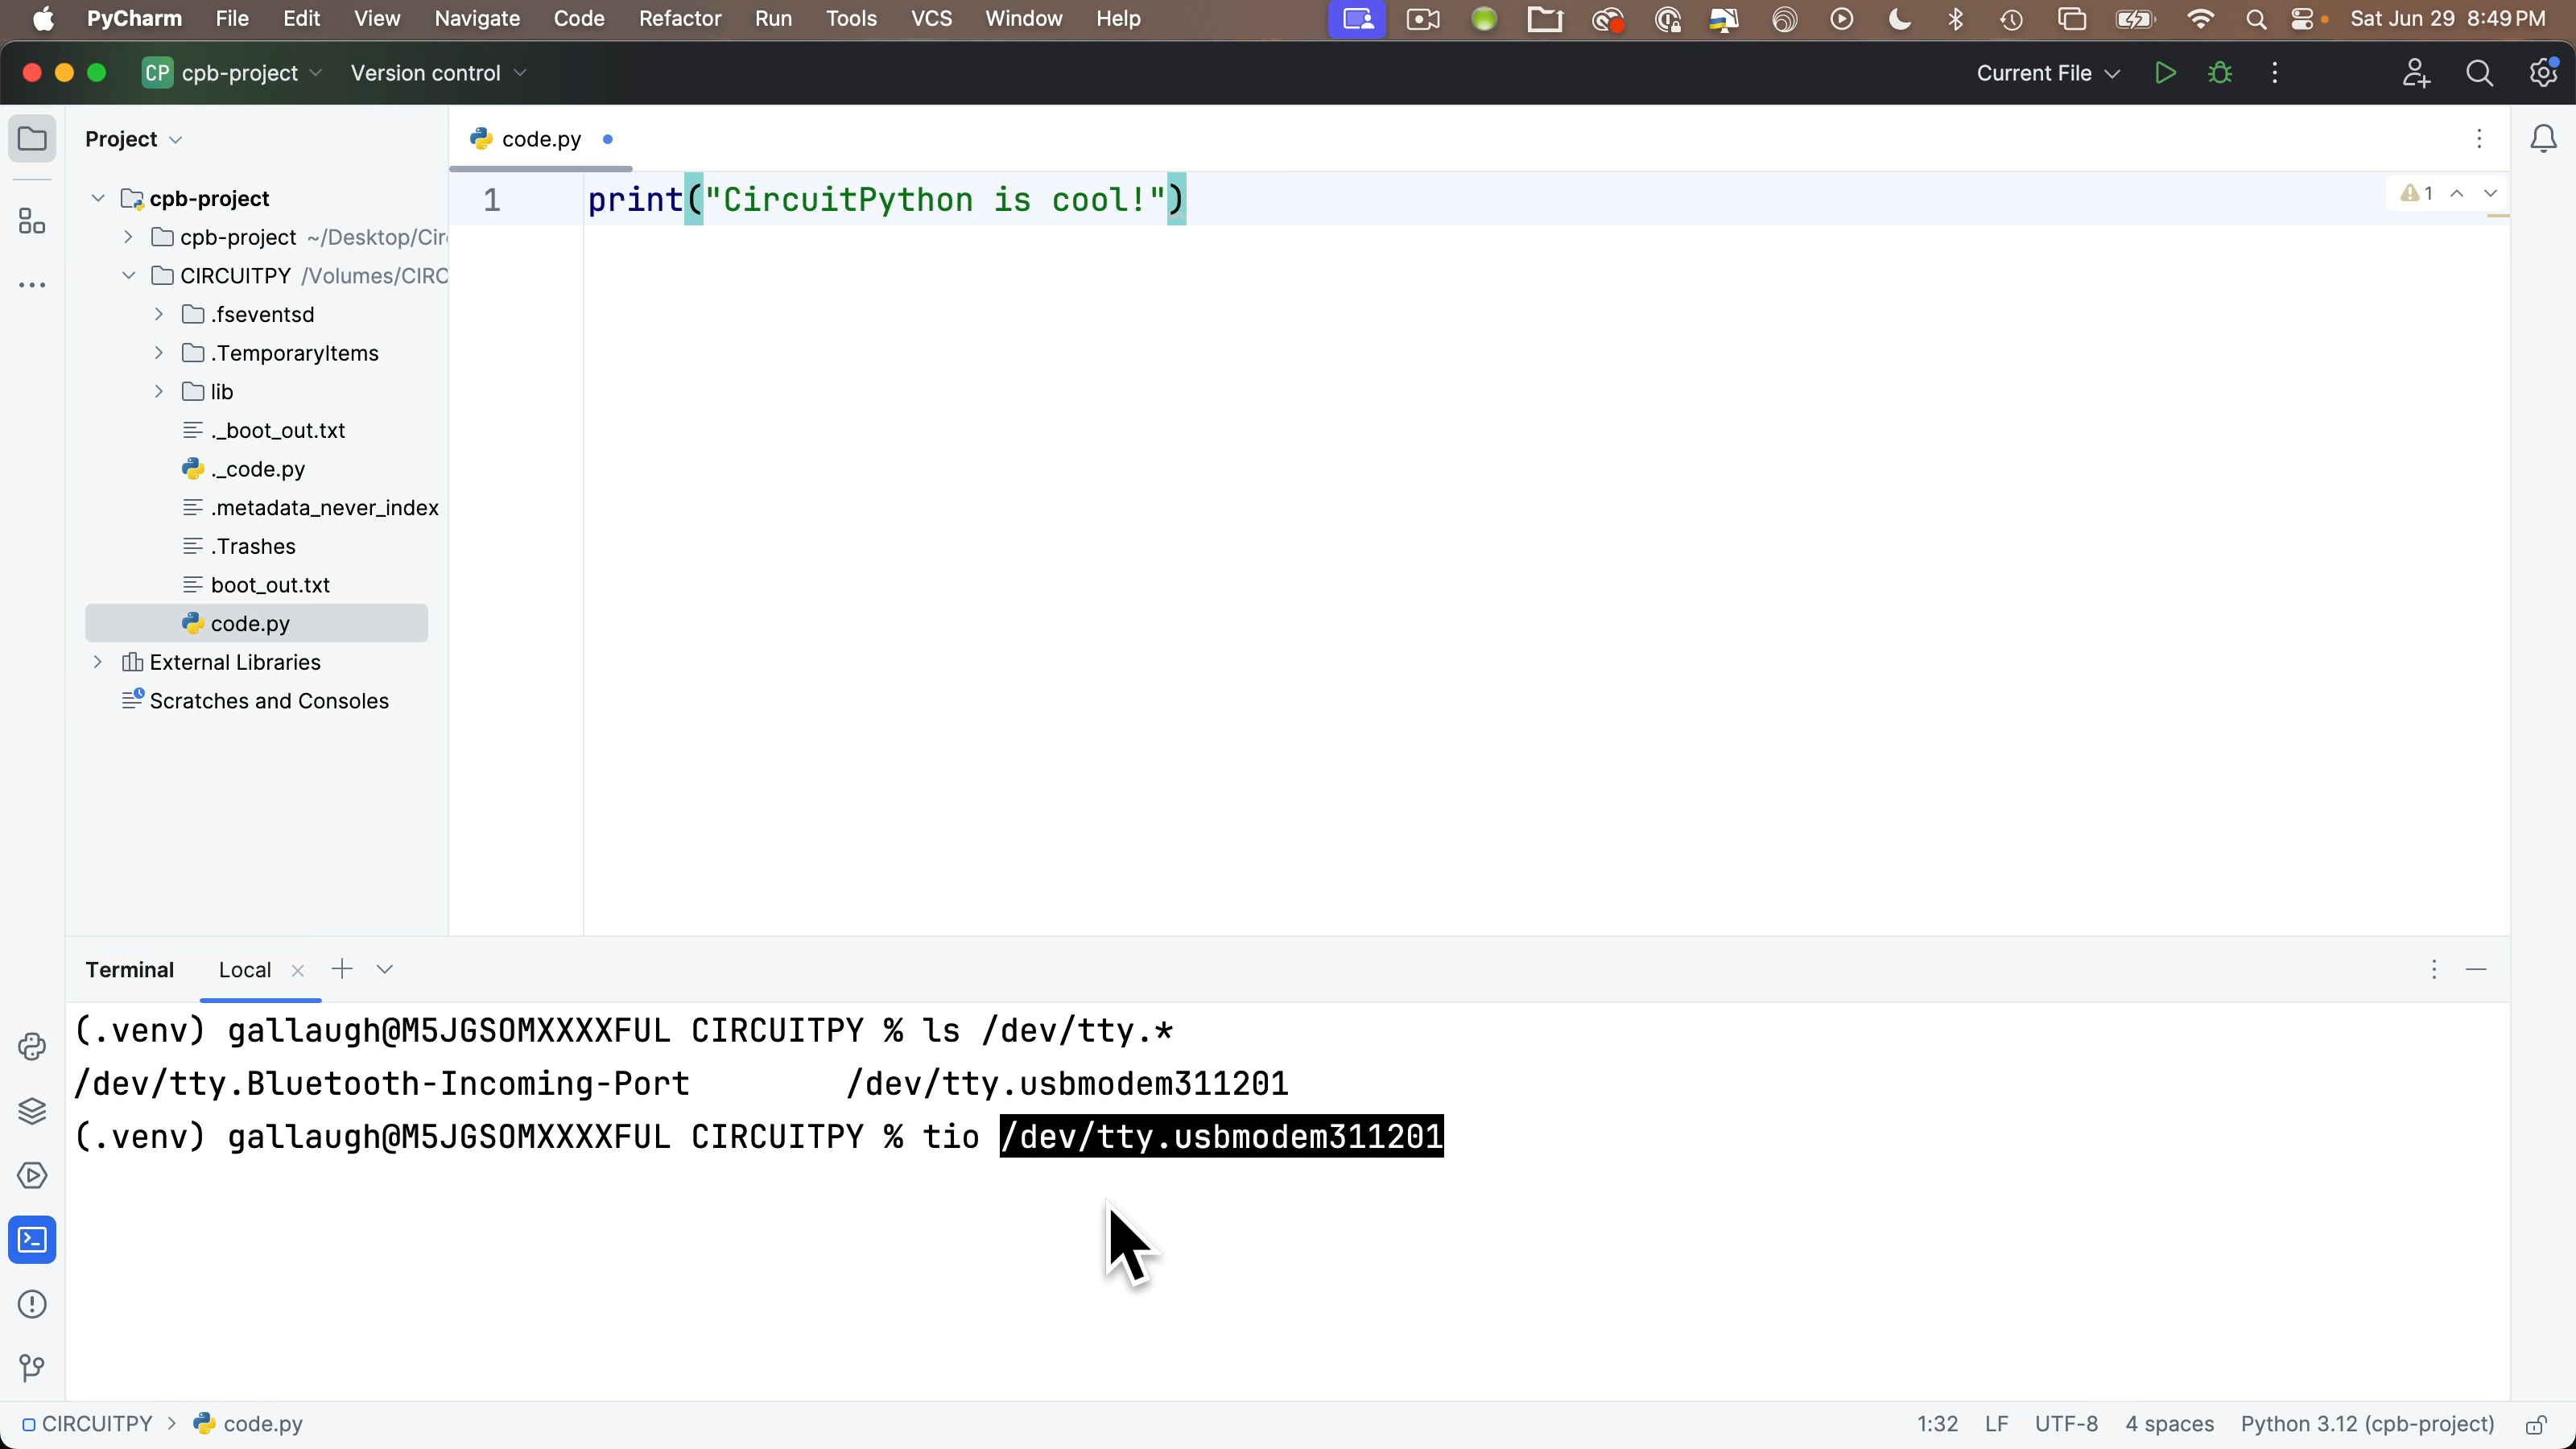 PyCharm File Edit View Navigate Code Refactor Run Tools VCS Window Help Sat Jun 29 8:49 PM
CP cpb-project Version control Current File
Project
code.py
cpb-project
cpb-project ~/Desktop/Cir
CIRCUITPY /Volumes/CIRC
.fseventsd
.TemporaryItems
lib
._boot_out.txt
._code.py
.metadata_never_index
.Trashes
boot_out.txt
code.py
External Libraries
Scratches and Consoles
1 print("CircuitPython is cool!")
1
Terminal Local
(.venv) gallaugh@M5JGSOMXXXXFUL CIRCUITPY % ls /dev/tty.*
/dev/tty.Bluetooth-Incoming-Port /dev/tty.usbmodem311201
(.venv) gallaugh@M5JGSOMXXXXFUL CIRCUITPY % tio /dev/tty.usbmodem311201
CIRCUITPY > code.py 1:32 LF UTF-8 4 spaces Python 3.12 (cpb-project)